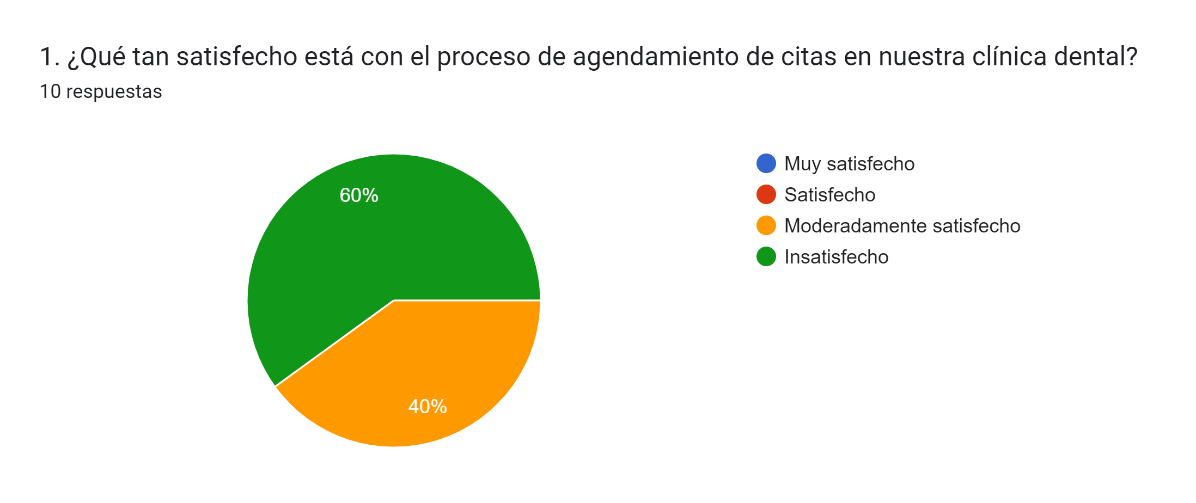 1. ¿Qué tan satisfecho está con el proceso de agendamiento de citas en nuestra clínica dental?
10 respuestas
60%
40%
Muy satisfecho
Satisfecho
Moderadamente satisfecho
Insatisfecho